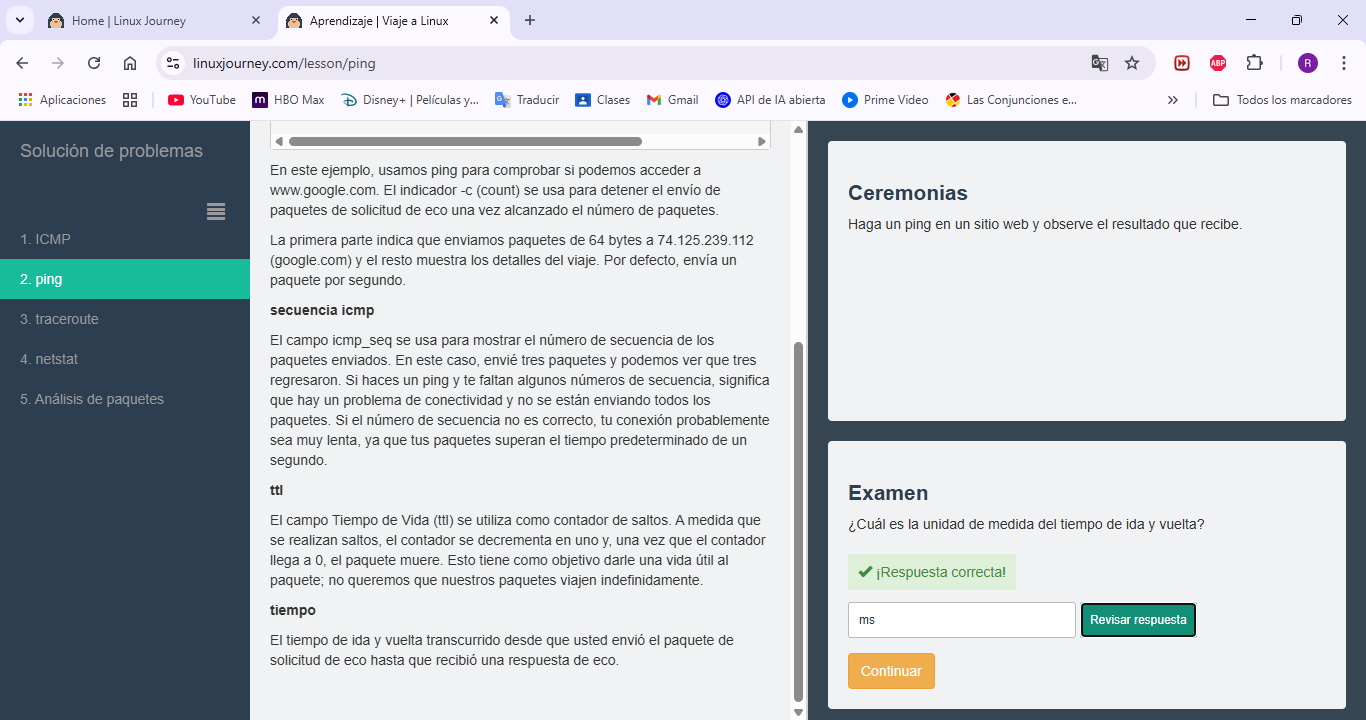 Home | Linux Journey
Aprendizaje | Viaje a Linux
linuxjourney.com/lesson/ping
ABP
R
Aplicaciones
YouTube
HBO Max
Disney+ | Películas y...
Traducir
Clases
Gmail
API de IA abierta
Prime Video
Las Conjunciones e...
Todos los marcadores
Solución de problemas
1. ICMP
2. ping
3. traceroute
4. netstat
5. Análisis de paquetes
En este ejemplo, usamos ping para comprobar si podemos acceder a
www.google.com. El indicador -c (count) se usa para detener el envío de
paquetes de solicitud de eco una vez alcanzado el número de paquetes.
La primera parte indica que enviamos paquetes de 64 bytes a 74.125.239.112
(google.com) y el resto muestra los detalles del viaje. Por defecto, envía un
paquete por segundo.
secuencia icmp
El campo icmp_seq se usa para mostrar el número de secuencia de los
paquetes enviados. En este caso, envié tres paquetes y podemos ver que tres
regresaron. Si haces un ping y te faltan algunos números de secuencia, significa
que hay un problema de conectividad y no se están enviando todos los
paquetes. Si el número de secuencia no es correcto, tu conexión probablemente
sea muy lenta, ya que tus paquetes superan el tiempo predeterminado de un
segundo.
ttl
El campo Tiempo de Vida (ttl) se utiliza como contador de saltos. A medida que
se realizan saltos, el contador se decrementa en uno y, una vez que el contador
llega a 0, el paquete muere. Esto tiene como objetivo darle una vida útil al
paquete; no queremos que nuestros paquetes viajen indefinidamente.
tiempo
El tiempo de ida y vuelta transcurrido desde que usted envió el paquete de
solicitud de eco hasta que recibió una respuesta de eco.
Ceremonias
Haga un ping en un sitio web y observe el resultado que recibe.
Examen
¿Cuál es la unidad de medida del tiempo de ida y vuelta?
¡Respuesta correcta!
ms
Revisar respuesta
Continuar